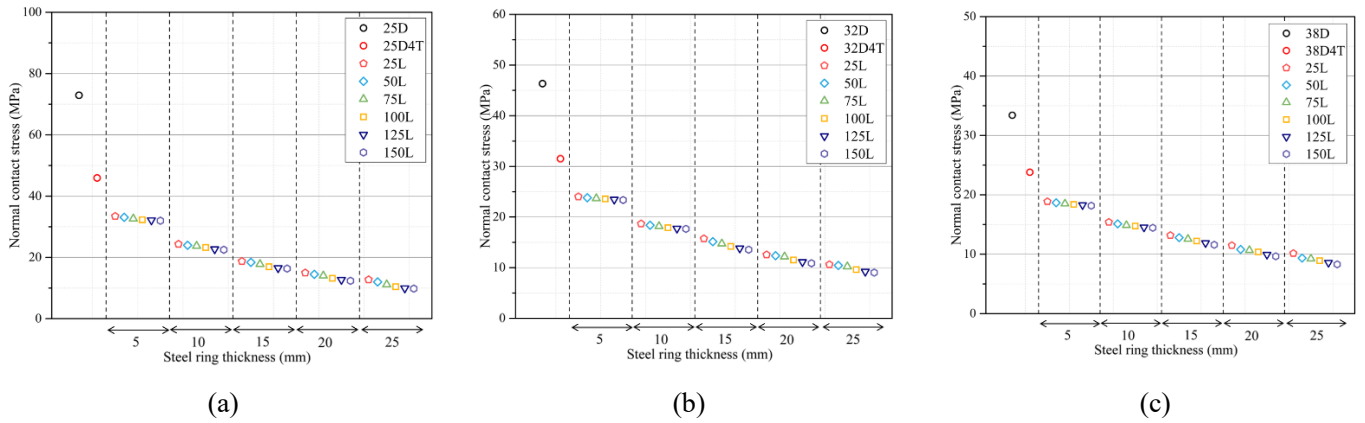 100
80
60
40
20
0
Normal contact stress (MPa)
25D
25D4T
25L
50L
75L
100L
125L
150L
5 10 15 20 25
Steel ring thickness (mm)
(a)
60
50
40
30
20
10
0
Normal contact stress (MPa)
32D
32D4T
25L
50L
75L
100L
125L
150L
5 10 15 20 25
Steel ring thickness (mm)
(b)
50
40
30
20
10
0
Normal contact stress (MPa)
38D
38D4T
25L
50L
75L
100L
125L
150L
5 10 15 20 25
Steel ring thickness (mm)
(c)